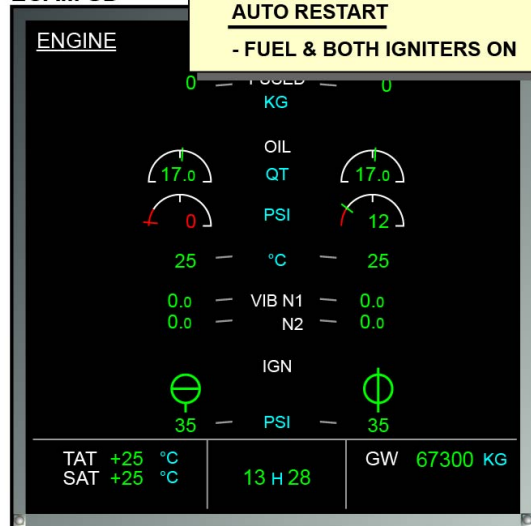 AUTO RESTART
- FUEL & BOTH IGNITERS ON
ENGINE
0 0
KG
OIL
17.0 QT 17.0
0 PSI 12
25 °C 25
0.0 VIB N1 0.0
0.0 N2 0.0
IGN
35 PSI 35
TAT +25 °C
SAT +25 °C
13 H 28
GW 67300 KG